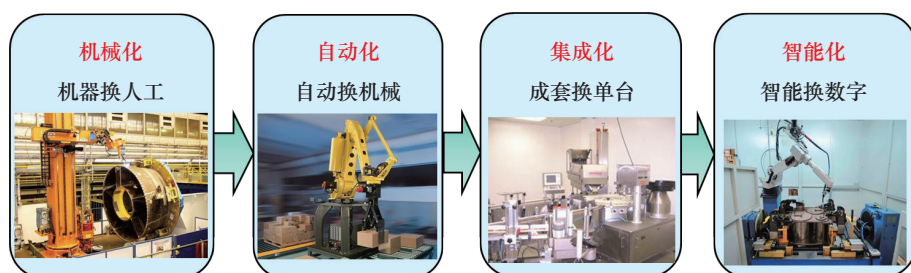 机械化
机器换人工
自动化
自动换机械
集成化
成套换单台
智能化
智能换数字